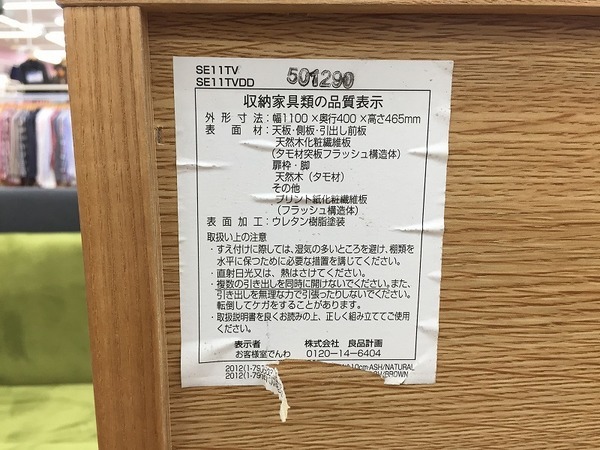 SE11TV
SE11TVDD
501290
収納家具類の品質表示
外形寸法:幅1100×奥行400×高さ465mm
表面材:天板・側板・引出し前板
天然木化粧繊維板
(タモ材突板フラッシュ構造体)
扉枠・脚
天然木(タモ材)
その他
プリント紙化粧繊維板
(フラッシュ構造体)
表面加工:ウレタン樹脂塗装
取扱い上の注意
・すえ付けに際しては、湿気の多いところを避け、棚類を
水平に保つために必要な措置を講じてください。
・直射日光又は、熱はさけてください。
・複数の引き出しを同時に開けないでください。また、
引き出しを無理な力で引張ったりしないでください。
転倒してケガをすることがあります。
・取扱説明書を良くお読みの上、正しく組み立ててご使用
ください。
表示者 株式会社 良品計画
お客様室でんわ 0120-14-6404
2012(1-79 10cm・ASH/NATURAL
2012(1-79 BROWN